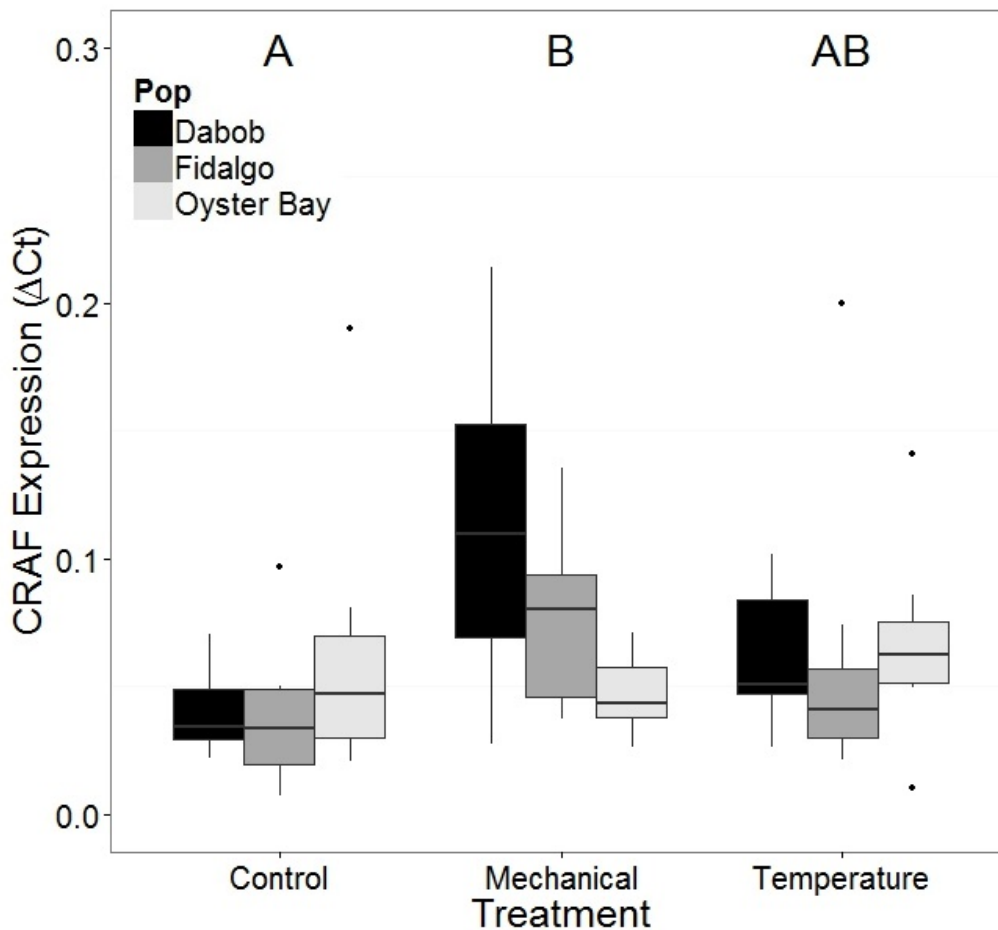 A B AB
Pop
Dabob
Fidalgo
Oyster Bay
CRAF Expression (ΔCt)
0.3
0.2
0.1
0.0
Control Mechanical Temperature
Treatment